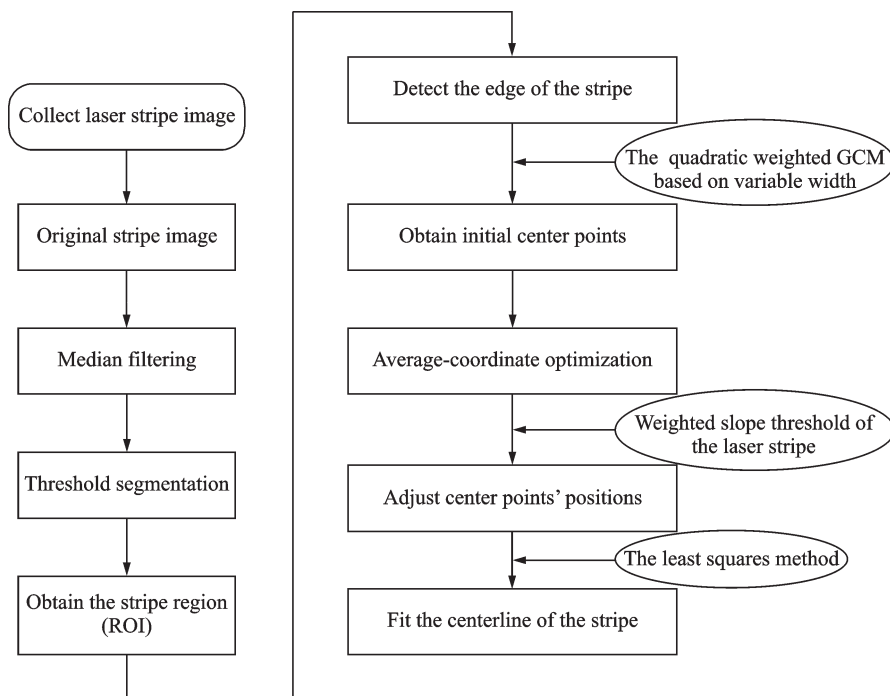 Collect laser stripe image
Original stripe image
Median filtering
Threshold segmentation
Obtain the stripe region
(ROI)
Detect the edge of the stripe
The quadratic weighted GCM
based on variable width
Obtain initial center points
Average-coordinate optimization
Weighted slope threshold of
the laser stripe
Adjust center points’ positions
The least squares method
Fit the centerline of the stripe